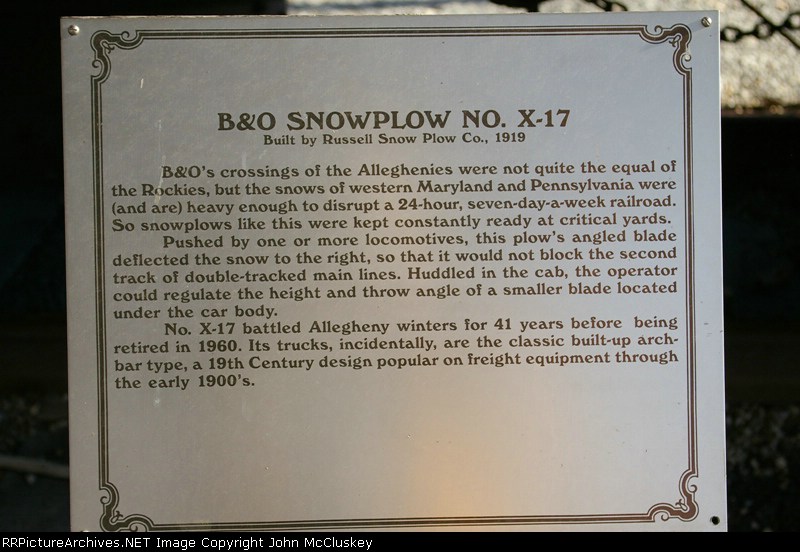 B&O SNOWPLOW NO. X-17
Built by Russell Snow Plow Co., 1919
B&O's crossings of the Alleghenies were not quite the equal of
the Rockies, but the snows of western Maryland and Pennsylvania were
(and are) heavy enough to disrupt a 24-hour, seven-day-a-week railroad.
So snowplows like this were kept constantly ready at critical yards.
Pushed by one or more locomotives, this plow's angled blade
deflected the snow to the right, so that it would not block the second
track of double-tracked main lines. Huddled in the cab, the operator
could regulate the height and throw angle of a smaller blade located
under the car body.
No. X-17 battled Allegheny winters for 41 years before being
retired in 1960. Its trucks, incidentally, are the classic built-up arch-
bar type, a 19th Century design popular on freight equipment through
the early 1900's.
RRPictureArchives.NET Image Copyright John McCluskey